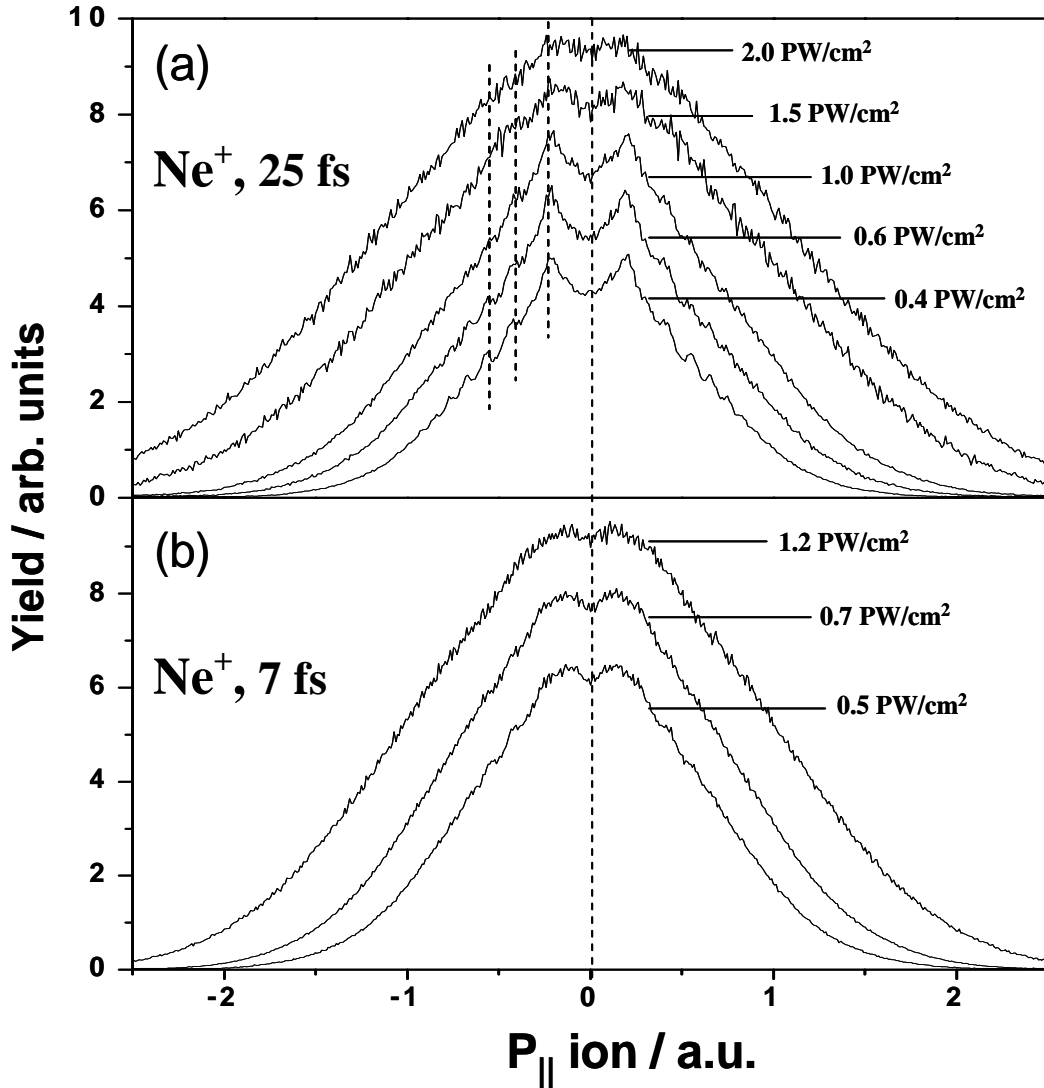 (a)
Ne⁺, 25 fs
2.0 PW/cm²
1.5 PW/cm²
1.0 PW/cm²
0.6 PW/cm²
0.4 PW/cm²
10
8
6
4
2
0
(b)
Ne⁺, 7 fs
1.2 PW/cm²
0.7 PW/cm²
0.5 PW/cm²
8
6
4
2
0
-2
-1
0
1
2
Yield / arb. units
P|| ion / a.u.